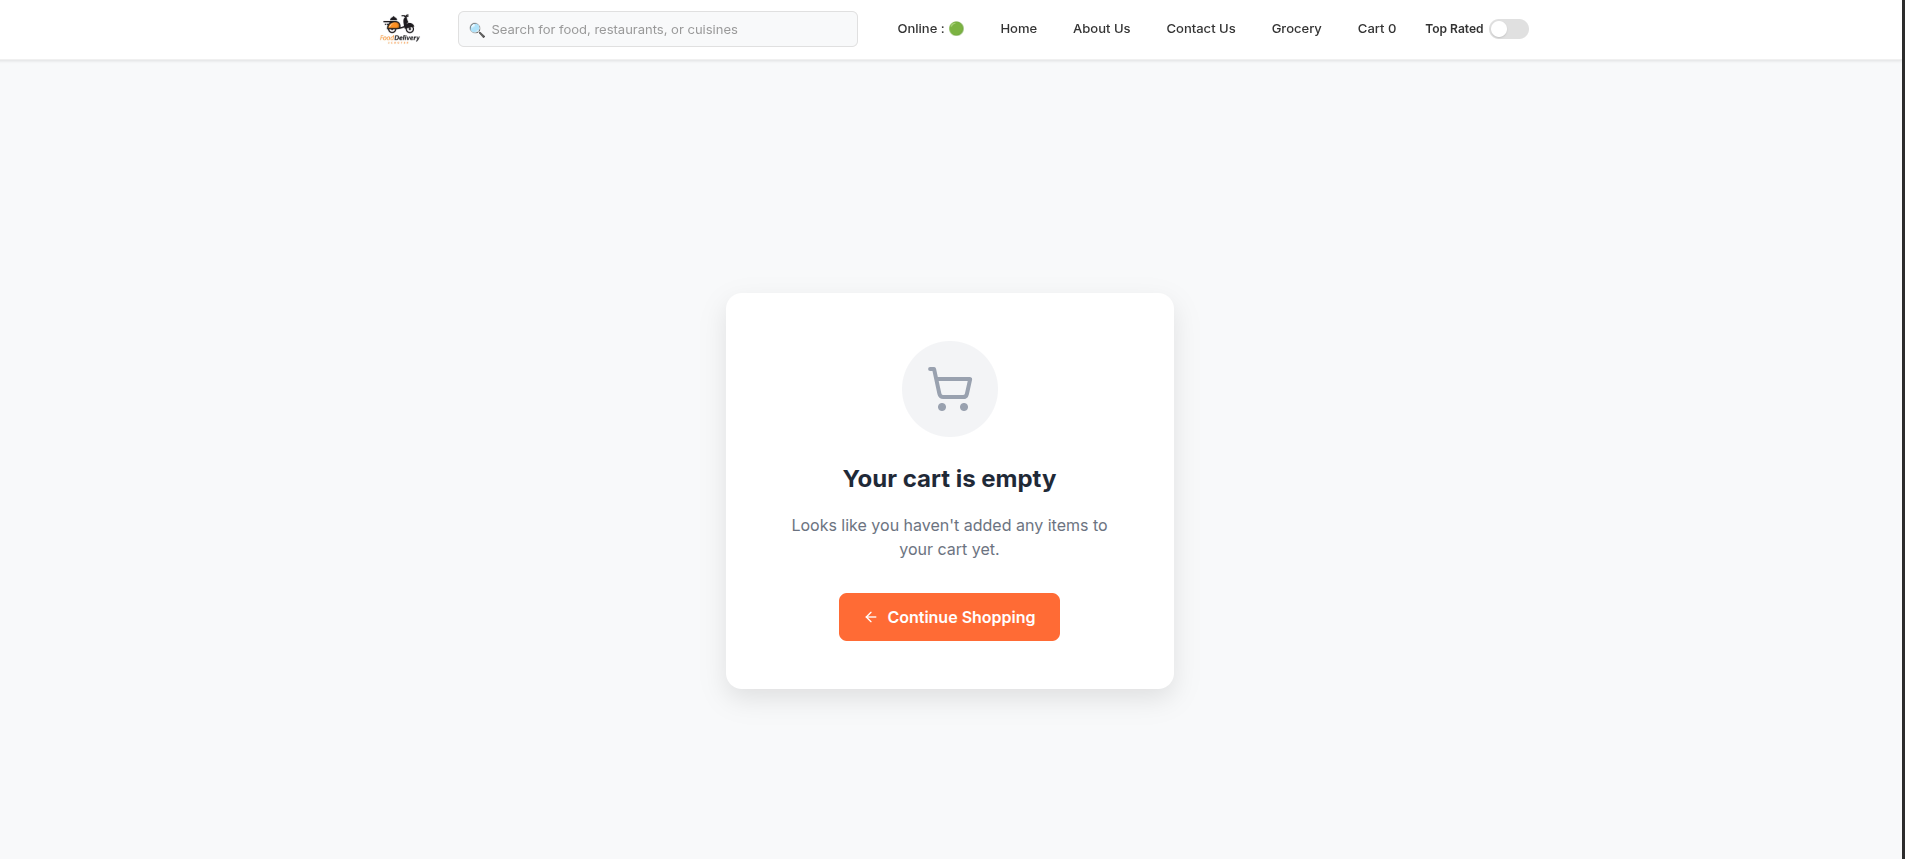 FoodDelivery
Search for food, restaurants, or cuisines
Online :
Home
About Us
Contact Us
Grocery
Cart 0
Top Rated
Your cart is empty
Looks like you haven't added any items to
your cart yet.
Continue Shopping